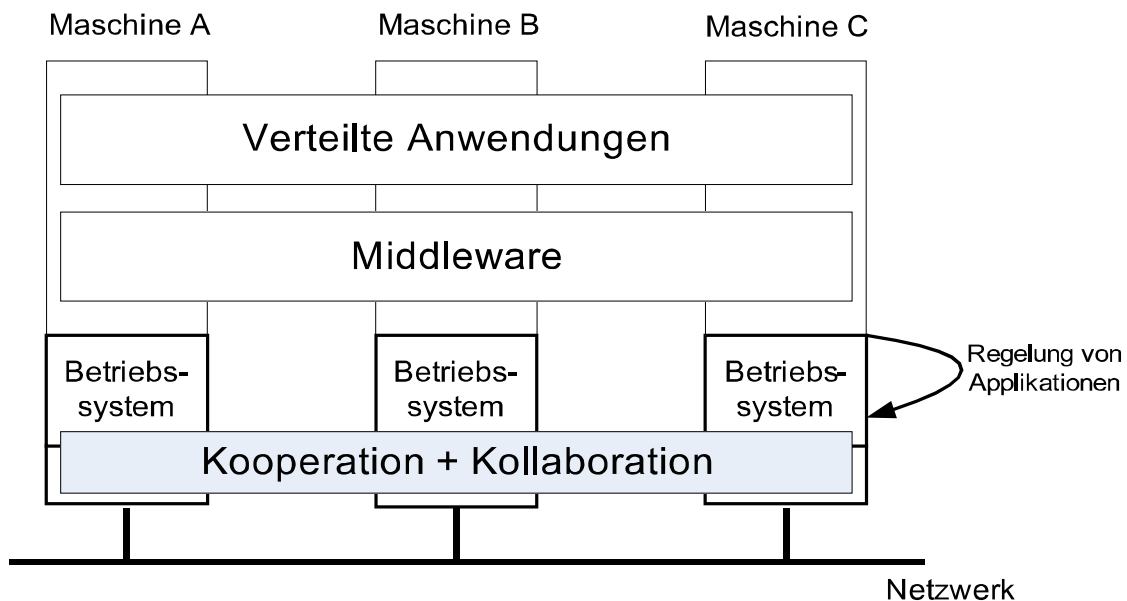 Maschine A
Maschine B
Maschine C
Verteilte Anwendungen
Middleware
Betriebs-
system
Betriebs-
system
Betriebs-
system
Regelung von
Applikationen
Kooperation + Kollaboration
Netzwerk